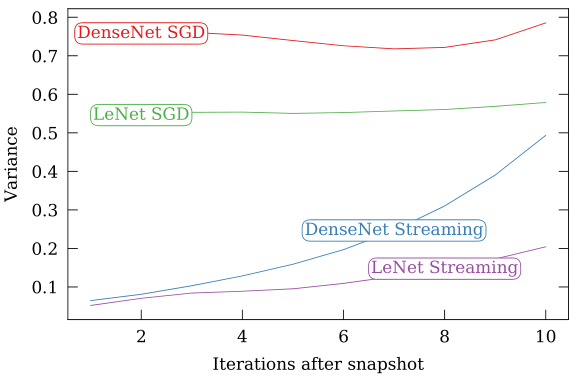 0.8
0.7
0.6
0.5
0.4
0.3
0.2
0.1
Variance
DenseNet SGD
LeNet SGD
DenseNet Streaming
LeNet Streaming
2 4 6 8 10
Iterations after snapshot